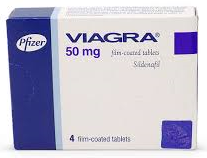 Pfizer
VIAGRA®
50 mg
film-coated tablets
Sildenafil
4 film-coated tablets